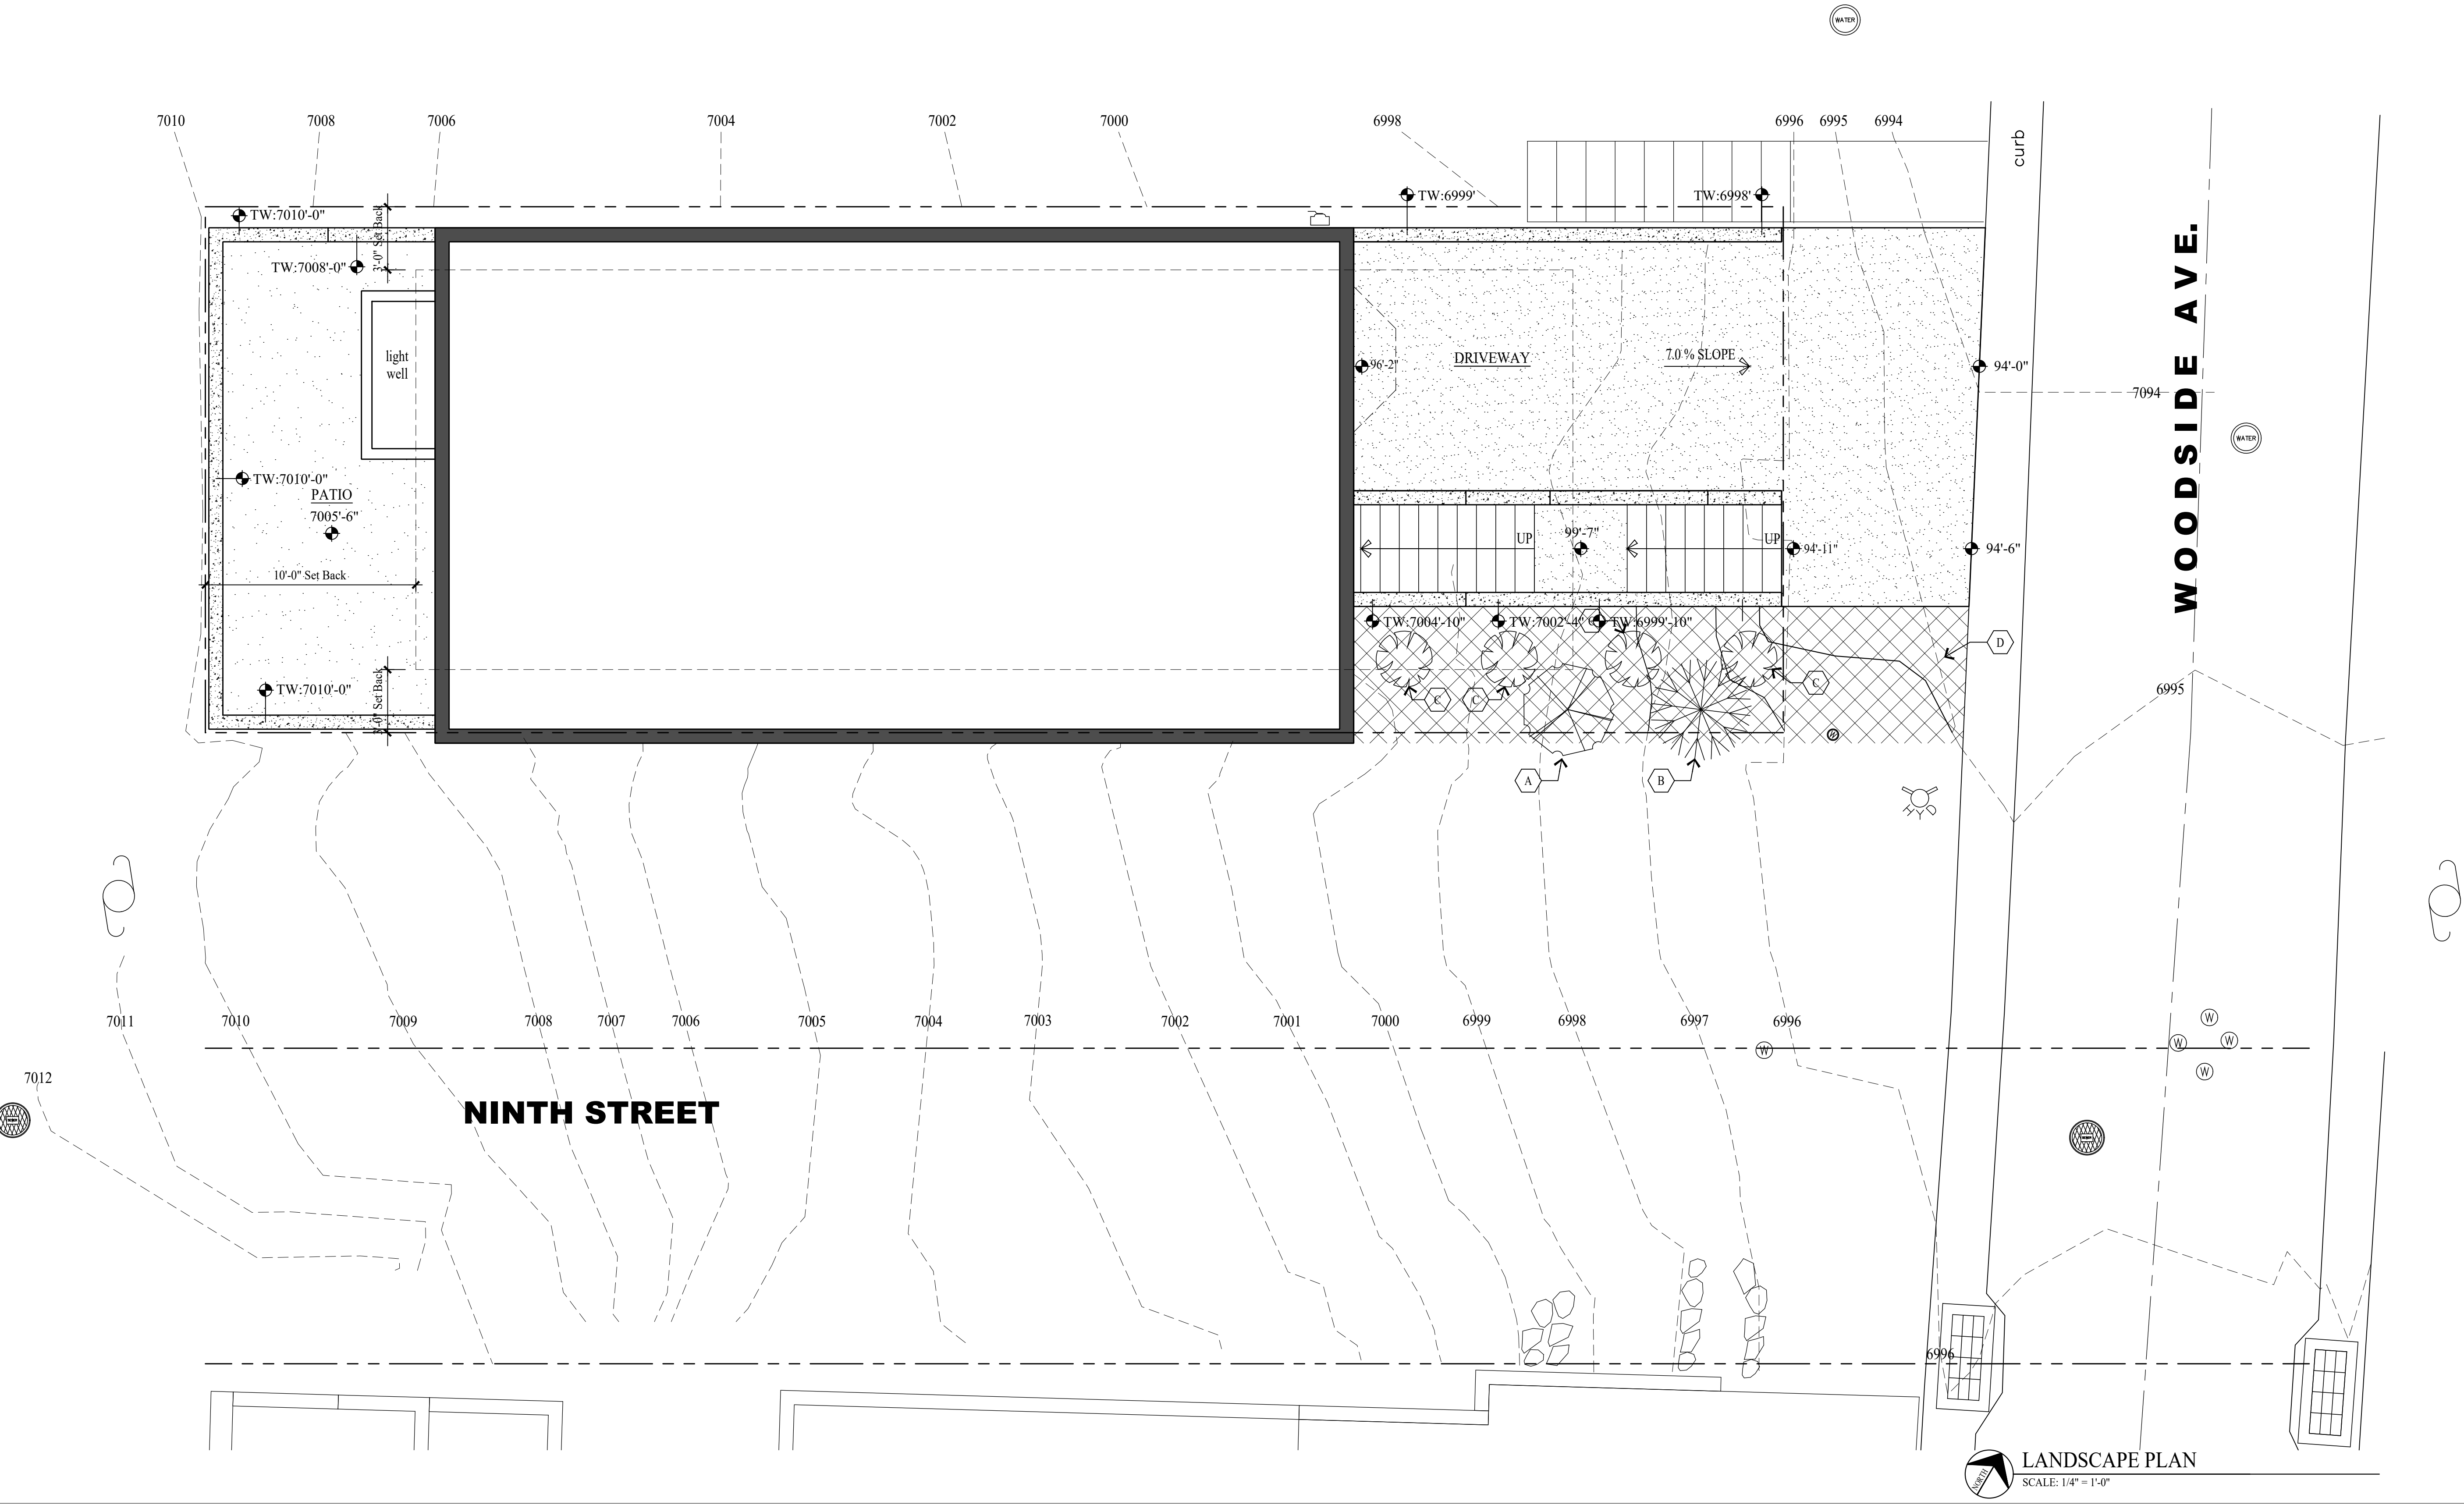 WATER
7010 7008 7006 7004 7002 7000 6998 6996 6995 6994
curb
TW:7010'-0"
TW:6999'
TW:6998'
3'-0" Set Back
TW:7008'-0"
light
well
96'-2"
DRIVEWAY
7.0 % SLOPE
94'-0"
7094
WOODSIDE AVE.
WATER
TW:7010'-0"
PATIO
7005'-6"
10'-0" Set Back
UP
99'-7"
UP
94'-11"
94'-6"
TW:7004'-10"
TW:7002'-4"
C
TW:6999'-10"
D
TW:7010'-0"
Set Back
C
C
C
6995
A
B
HYD
7011 7010 7009 7008 7007 7006 7005 7004 7003 7002 7001 7000 6999 6998 6997 6996
W
W
W
W
W
7012
NINTH STREET
6996
NORTH
LANDSCAPE PLAN
SCALE: 1/4" = 1'-0"